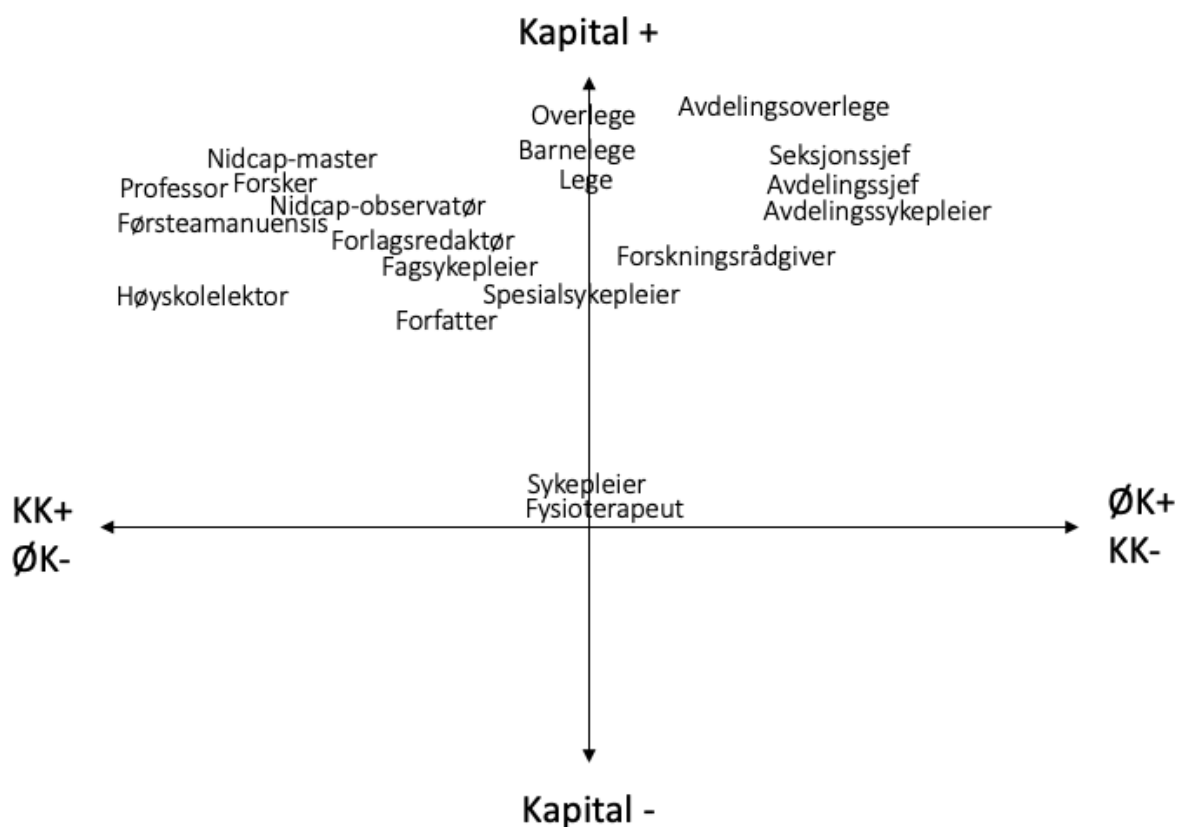 Kapital +
Overlege
Avdelingsoverlege
Barnelege
Seksjonssjef
Nidcap-master
Lege
Professor
Forsker
Avdelingssjef
Nidcap-observatør
Avdelingssykepleier
Førsteamanuensis
Forlagsredaktør
Forskningsrådgiver
Fagsykepleier
Høyskolelektor
Spesialsykepleier
Forfatter
Sykepleier
Fysioterapeut
KK+
ØK-
ØK+
KK-
Kapital -